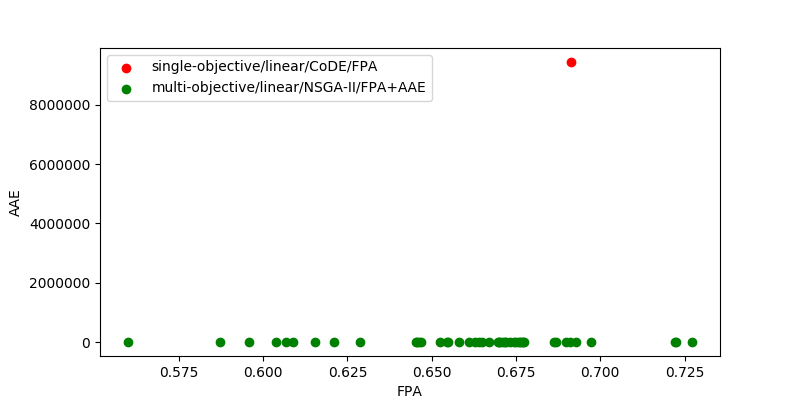 single-objective/linear/CoDE/FPA
multi-objective/linear/NSGA-II/FPA+AAE
8000000
6000000
4000000
2000000
0
AAE
0.575 0.600 0.625 0.650 0.675 0.700 0.725
FPA